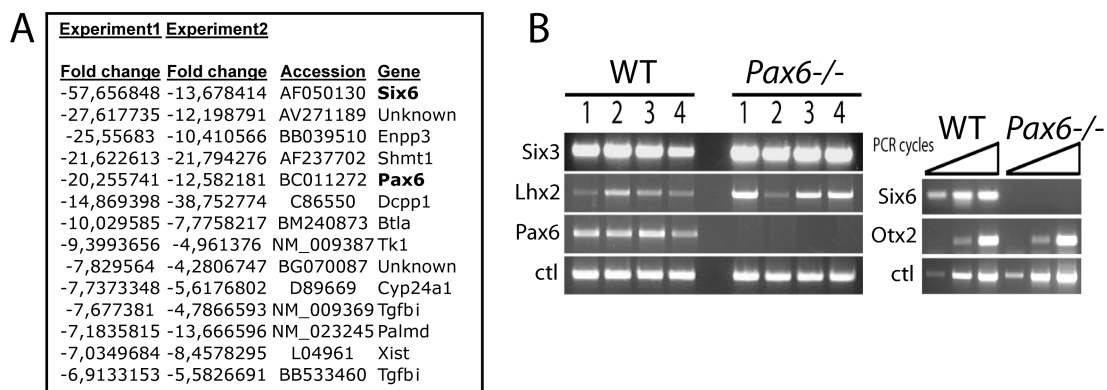 A
Experiment1 Experiment2
Fold change Fold change Accession Gene
-57,656848 -13,678414 AF050130 Six6
-27,617735 -12,198791 AV271189 Unknown
-25,55683 -10,410566 BB039510 Enpp3
-21,622613 -21,794276 AF237702 Shmt1
-20,255741 -12,582181 BC011272 Pax6
-14,869398 -38,752774 C86550 Dcpp1
-10,029585 -7,7758217 BM240873 Btla
-9,3993656 -4,961376 NM_009387 Tk1
-7,829564 -4,2806747 BG070087 Unknown
-7,7373348 -5,6176802 D89669 Cyp24a1
-7,677381 -4,7866593 NM_009369 Tgfbi
-7,1835815 -13,666596 NM_023245 Palmd
-7,0349684 -8,4578295 L04961 Xist
-6,9133153 -5,5826691 BB533460 Tgfbi
B
WT Pax6-/-
1 2 3 4 1 2 3 4
Six3
Lhx2
Pax6
ctl
WT Pax6-/-
PCR cycles
Six6
Otx2
ctl